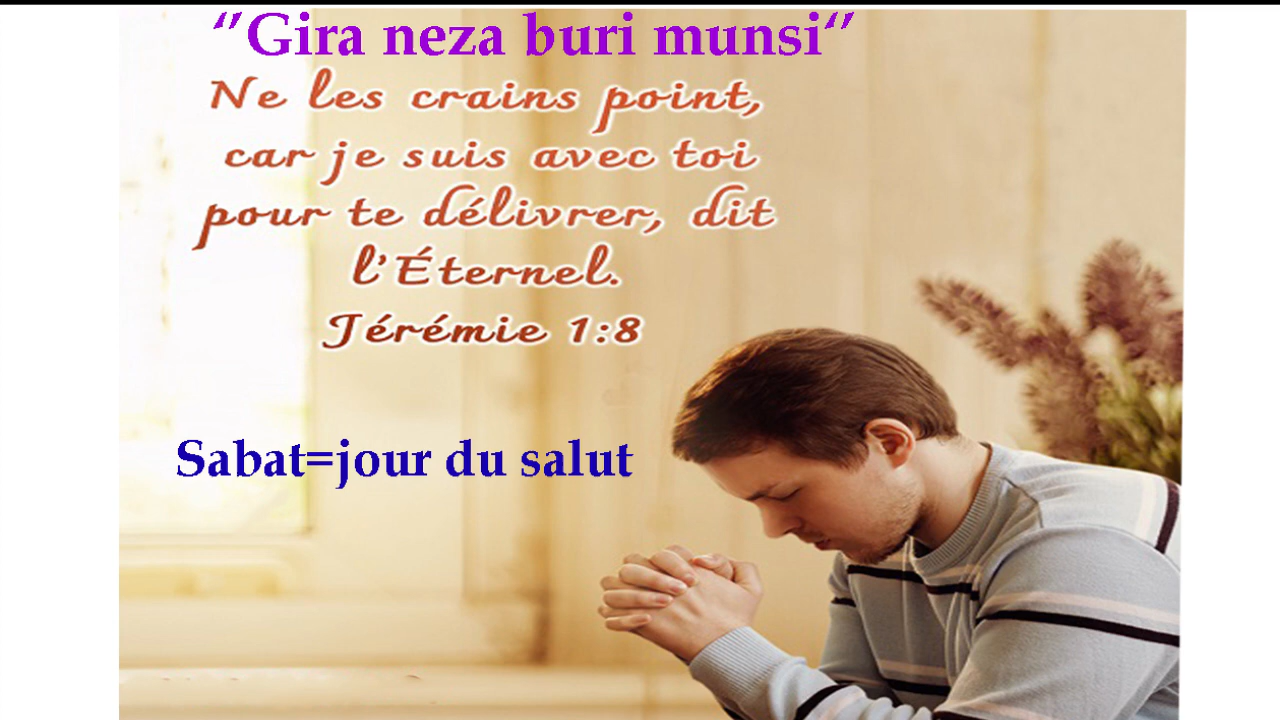 ‘’Gira neza buri munsi‘’
Ne les crains point,
car je suis avec toi
pour te délivrer, dit
l'Éternel.
Jérémie 1:8
Sabat=jour du salut